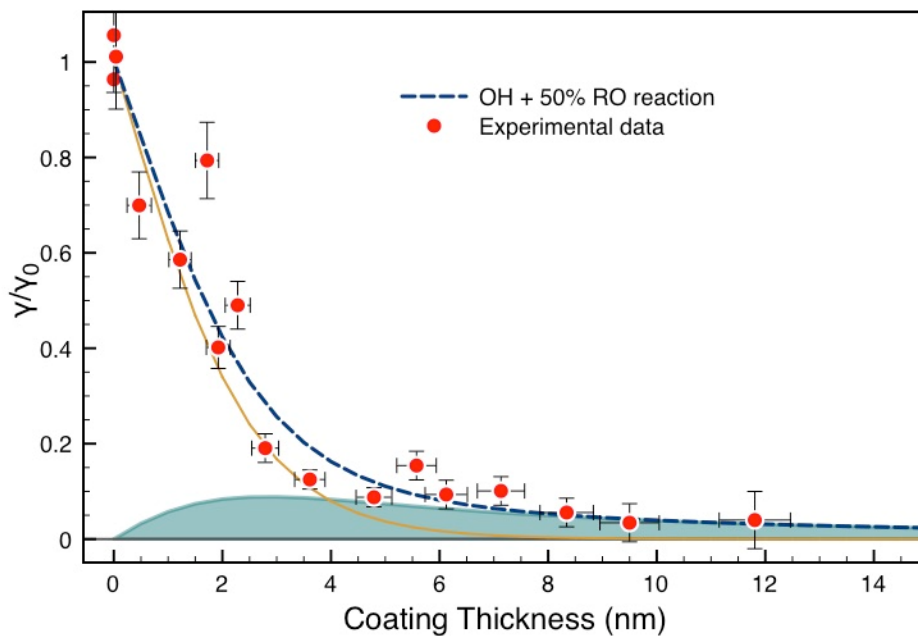 OH + 50% RO reaction
Experimental data
1
0.8
0.6
0.4
0.2
0
γ/γ0
0 2 4 6 8 10 12 14
Coating Thickness (nm)